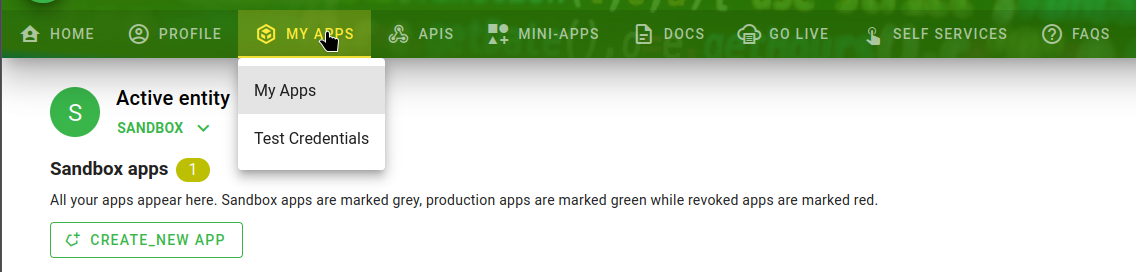 HOME PROFILE MY APPS APIS MINI-APPS DOCS GO LIVE SELF SERVICES FAQS
My Apps
Test Credentials
S
Active entity
SANDBOX
Sandbox apps 1
All your apps appear here. Sandbox apps are marked grey, production apps are marked green while revoked apps are marked red.
CREATE_NEW APP